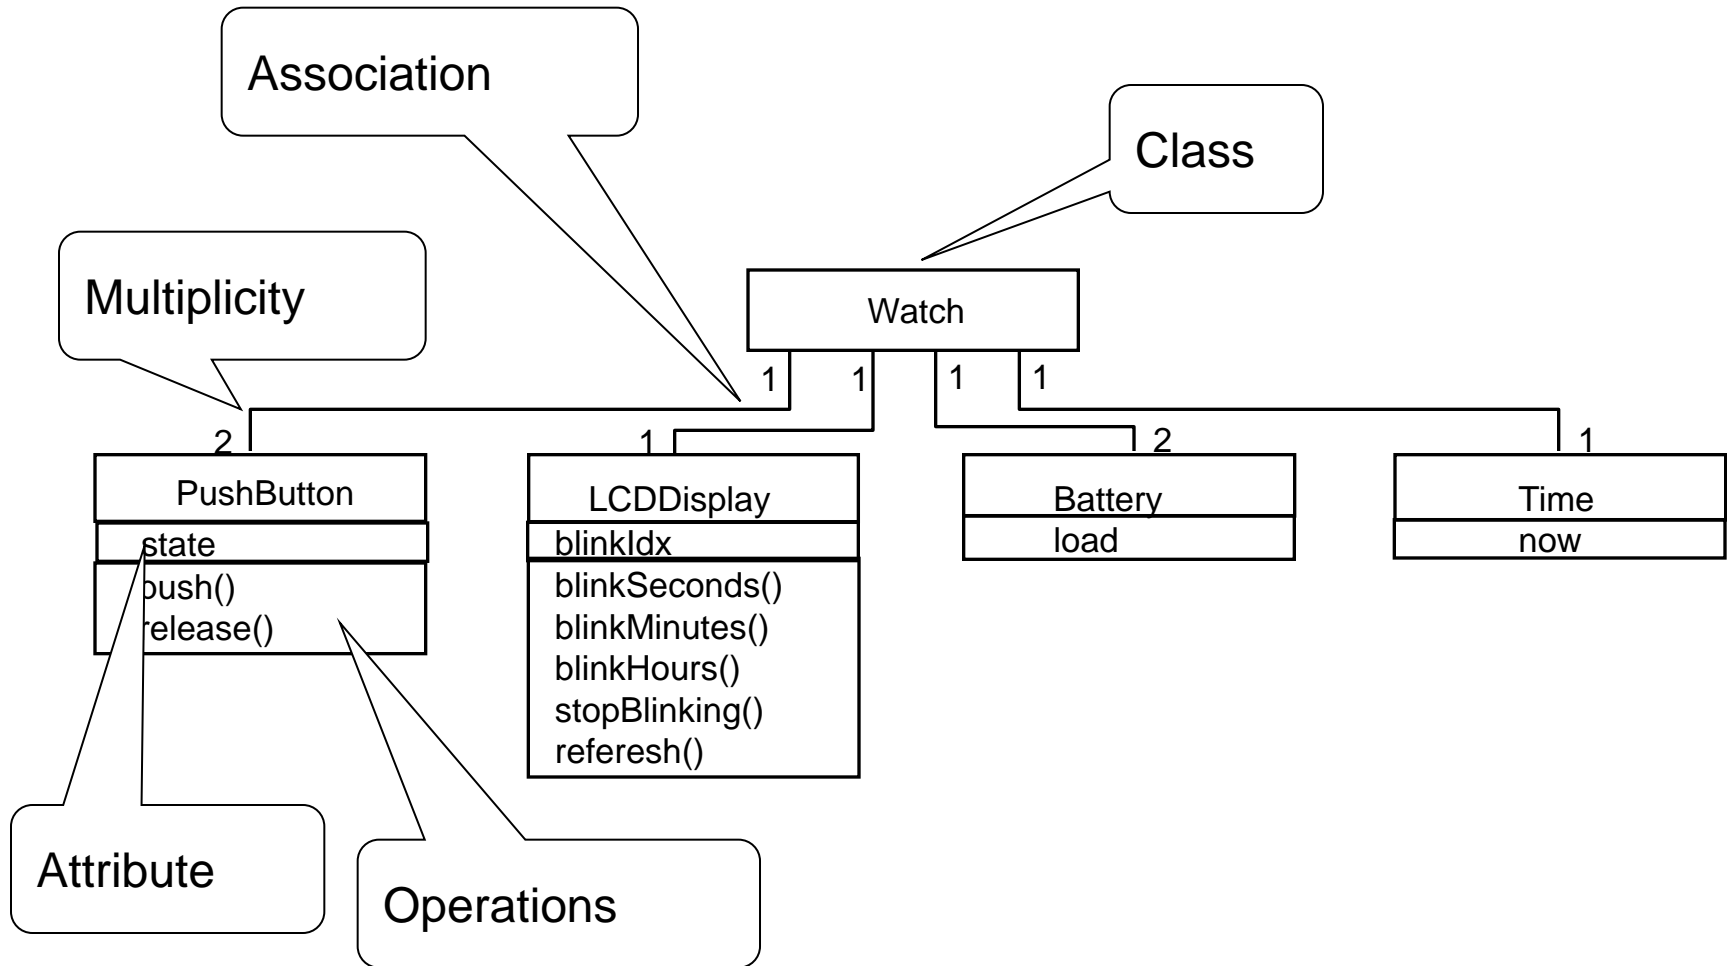 Association
Class
Multiplicity
Watch
1
1
1
1
2
1
2
1
PushButton
LCDDisplay
Battery
Time
state
blinkIdx
load
now
push()
release()
blinkSeconds()
blinkMinutes()
blinkHours()
stopBlinking()
referesh()
Attribute
Operations